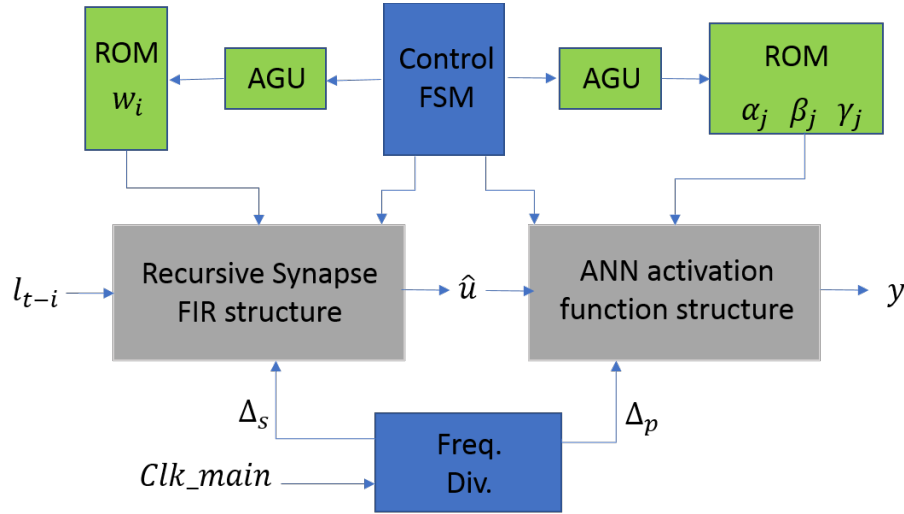 ROM
w_i
AGU
Control
FSM
AGU
ROM
α_j β_j γ_j
l_{t−i}
Recursive Synapse
FIR structure
û
ANN activation
function structure
y
Δ_s
Δ_p
Clk_main
Freq.
Div.